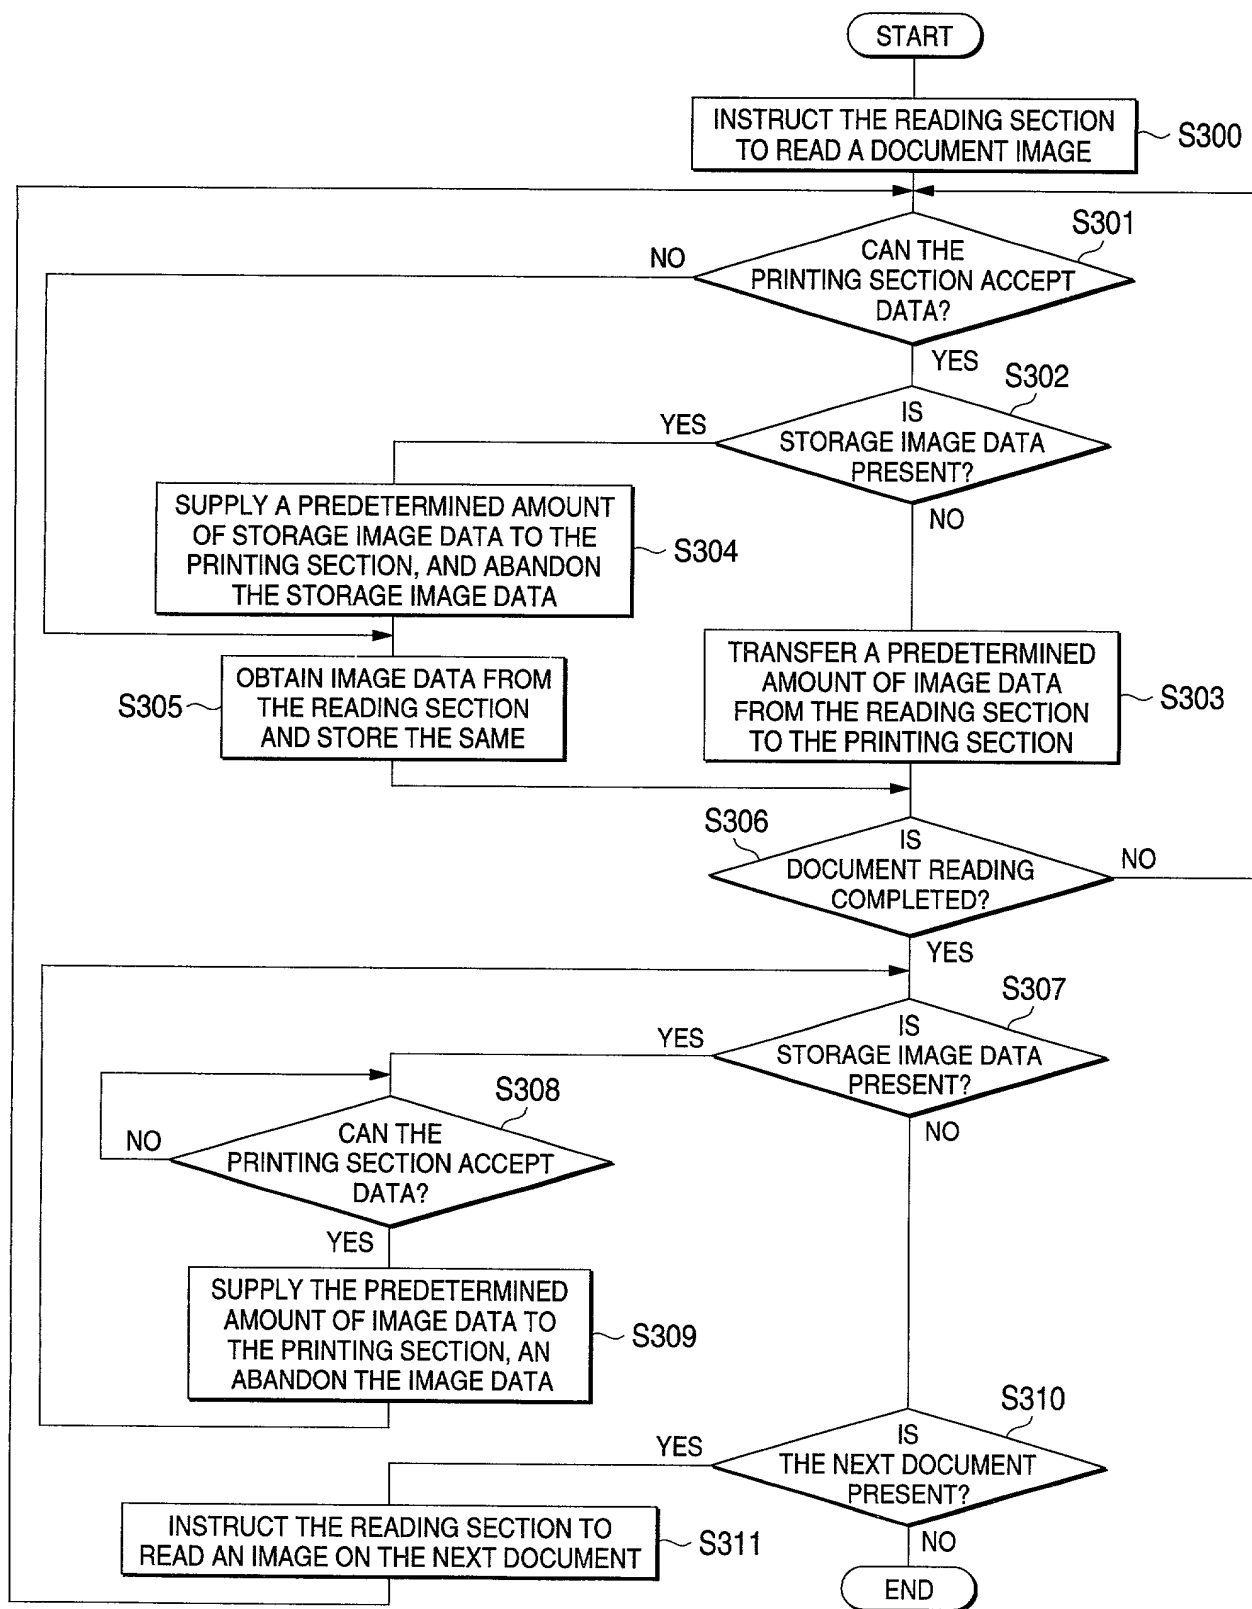 START
INSTRUCT THE READING SECTION
TO READ A DOCUMENT IMAGE
S300
S301
CAN THE
PRINTING SECTION ACCEPT
DATA?
NO
YES
S302
IS
STORAGE IMAGE DATA
PRESENT?
YES
NO
SUPPLY A PREDETERMINED AMOUNT
OF STORAGE IMAGE DATA TO THE
PRINTING SECTION, AND ABANDON
THE STORAGE IMAGE DATA
S304
OBTAIN IMAGE DATA FROM
THE READING SECTION
AND STORE THE SAME
S305
TRANSFER A PREDETERMINED
AMOUNT OF IMAGE DATA
FROM THE READING SECTION
TO THE PRINTING SECTION
S303
S306
IS
DOCUMENT READING
COMPLETED?
NO
YES
S307
IS
STORAGE IMAGE DATA
PRESENT?
YES
NO
S308
CAN THE
PRINTING SECTION ACCEPT
DATA?
NO
YES
SUPPLY THE PREDETERMINED
AMOUNT OF IMAGE DATA TO
THE PRINTING SECTION, AN
ABANDON THE IMAGE DATA
S309
S310
IS
THE NEXT DOCUMENT
PRESENT?
YES
NO
INSTRUCT THE READING SECTION TO
READ AN IMAGE ON THE NEXT DOCUMENT
S311
END